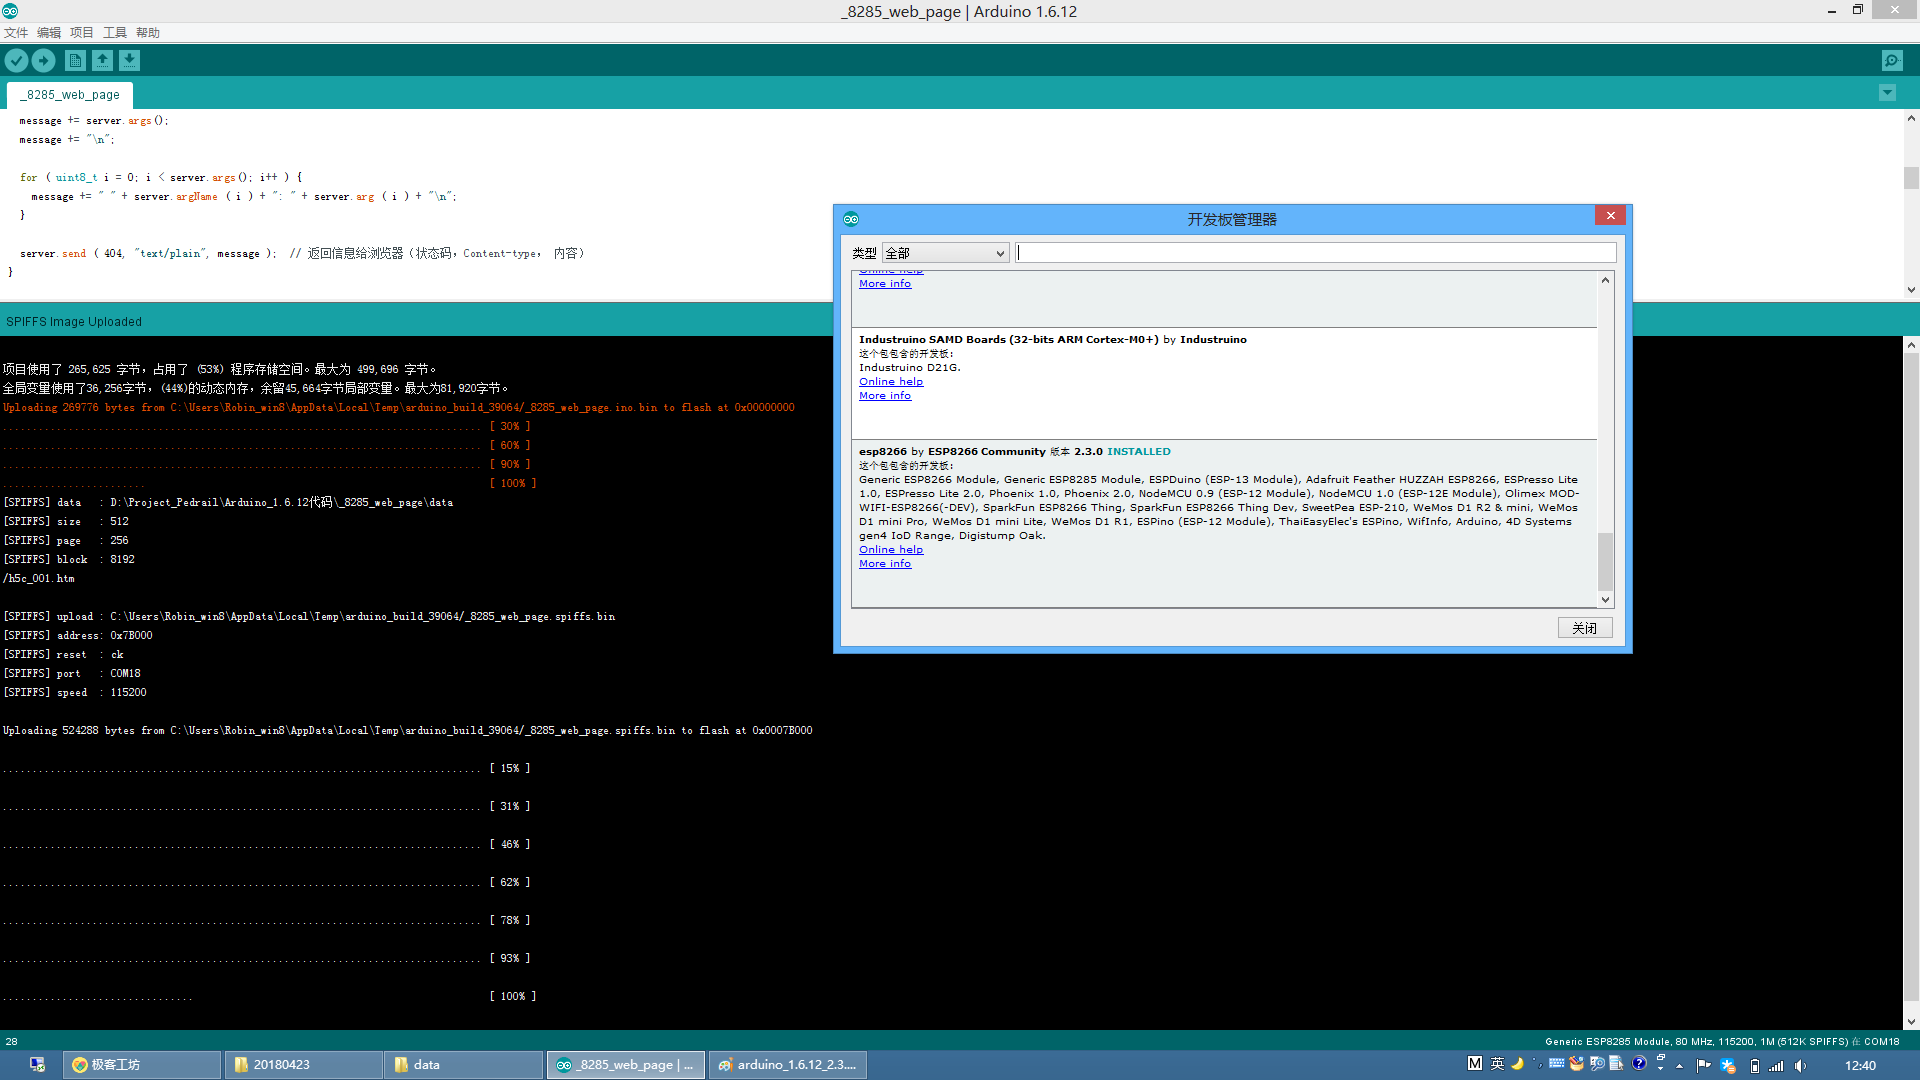 _8285_web_page | Arduino 1.6.12
文件 编辑 项目 工具 帮助
_8285_web_page
message += server.args();
message += "\n";
for ( uint8_t i = 0; i < server.args(); i++ ) {
message += " " + server.argName ( i ) + ": " + server.arg ( i ) + "\n";
}
server.send ( 404, "text/plain", message );  // 返回信息给浏览器（状态码，Content-type， 内容）
}
SPIFFS Image Uploaded
项目使用了 265,625 字节，占用了 (53%) 程序存储空间。最大为 499,696 字节。
全局变量使用了36,256字节，(44%)的动态内存，余留45,664字节局部变量。最大为81,920字节。
Uploading 269776 bytes from C:\Users\Robin_win8\AppData\Local\Temp\arduino_build_39064/_8285_web_page.ino.bin to flash at 0x00000000
................................................................................ [ 30% ]
................................................................................ [ 60% ]
................................................................................ [ 90% ]
........................ [ 100% ]
[SPIFFS] data   : D:\Project_Pedrail\Arduino_1.6.12代码\_8285_web_page\data
[SPIFFS] size   : 512
[SPIFFS] page   : 256
[SPIFFS] block  : 8192
/h5c_001.htm
[SPIFFS] upload : C:\Users\Robin_win8\AppData\Local\Temp\arduino_build_39064/_8285_web_page.spiffs.bin
[SPIFFS] address: 0x7B000
[SPIFFS] reset  : ck
[SPIFFS] port   : COM18
[SPIFFS] speed  : 115200
Uploading 524288 bytes from C:\Users\Robin_win8\AppData\Local\Temp\arduino_build_39064/_8285_web_page.spiffs.bin to flash at 0x0007B000
................................................................................ [ 15% ]
................................................................................ [ 31% ]
................................................................................ [ 46% ]
................................................................................ [ 62% ]
................................................................................ [ 78% ]
................................................................................ [ 93% ]
................................ [ 100% ]
开发板管理器
类型 全部
Online help
More info
Industruino SAMD Boards (32-bits ARM Cortex-M0+) by Industruino
这个包包含的开发板:
Industruino D21G.
Online help
More info
esp8266 by ESP8266 Community 版本 2.3.0 INSTALLED
这个包包含的开发板:
Generic ESP8266 Module, Generic ESP8285 Module, ESPDuino (ESP-13 Module), Adafruit Feather HUZZAH ESP8266, ESPresso Lite
1.0, ESPresso Lite 2.0, Phoenix 1.0, Phoenix 2.0, NodeMCU 0.9 (ESP-12 Module), NodeMCU 1.0 (ESP-12E Module), Olimex MOD-
WIFI-ESP8266(-DEV), SparkFun ESP8266 Thing, SparkFun ESP8266 Thing Dev, SweetPea ESP-210, WeMos D1 R2 & mini, WeMos
D1 mini Pro, WeMos D1 mini Lite, WeMos D1 R1, ESPino (ESP-12 Module), ThaiEasyElec's ESPino, WifInfo, Arduino, 4D Systems
gen4 IoD Range, Digistump Oak.
Online help
More info
关闭
28
Generic ESP8285 Module, 80 MHz, 115200, 1M (512K SPIFFS) 在 COM18
极客工坊
20180423
data
_8285_web_page | ...
arduino_1.6.12_2.3....
M 英
12:40